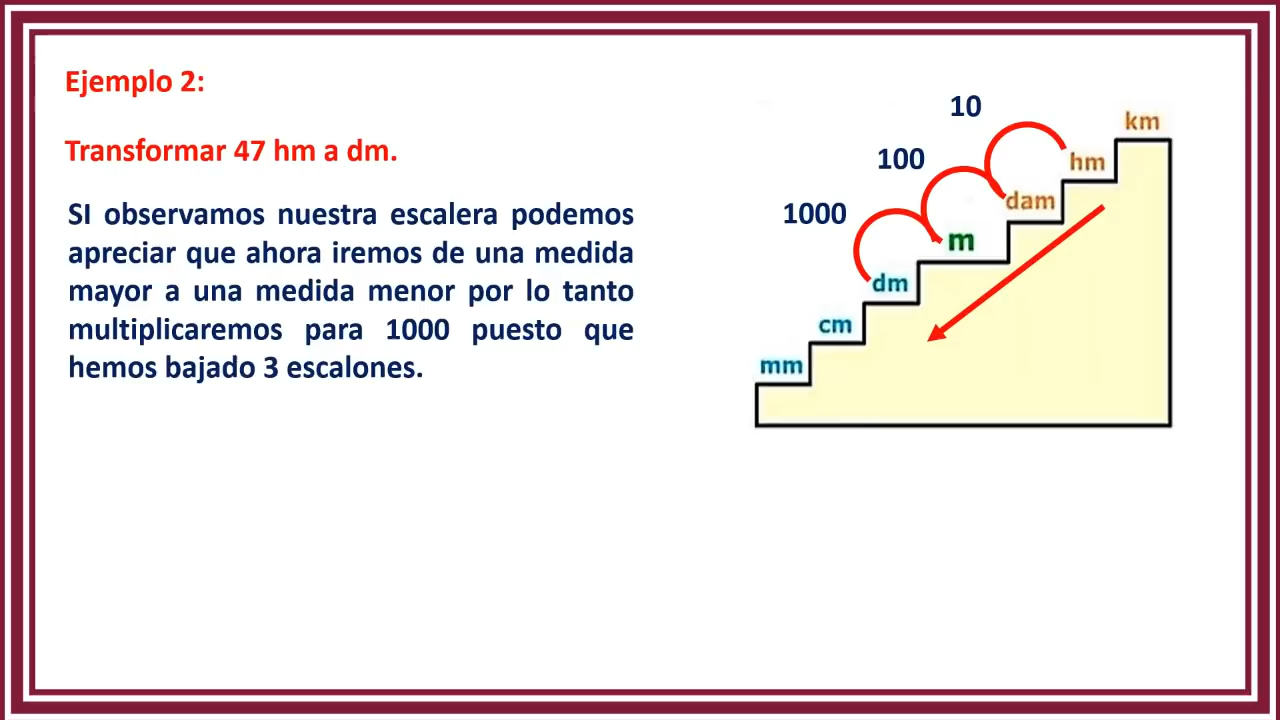 Ejemplo 2:
Transformar 47 hm a dm.
SI observamos nuestra escalera podemos
apreciar que ahora iremos de una medida
mayor a una medida menor por lo tanto
multiplicaremos para 1000 puesto que
hemos bajado 3 escalones.
10
km
100
hm
1000
dam
m
dm
cm
mm